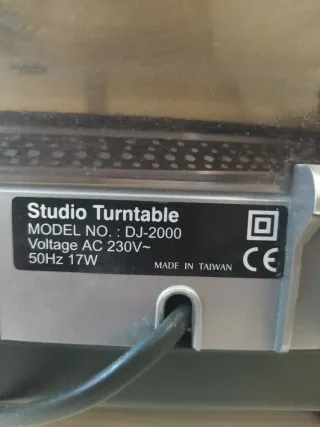 Studio Turntable
MODEL NO. : DJ-2000
Voltage AC 230V~
50Hz 17W
MADE IN TAIWAN
CE